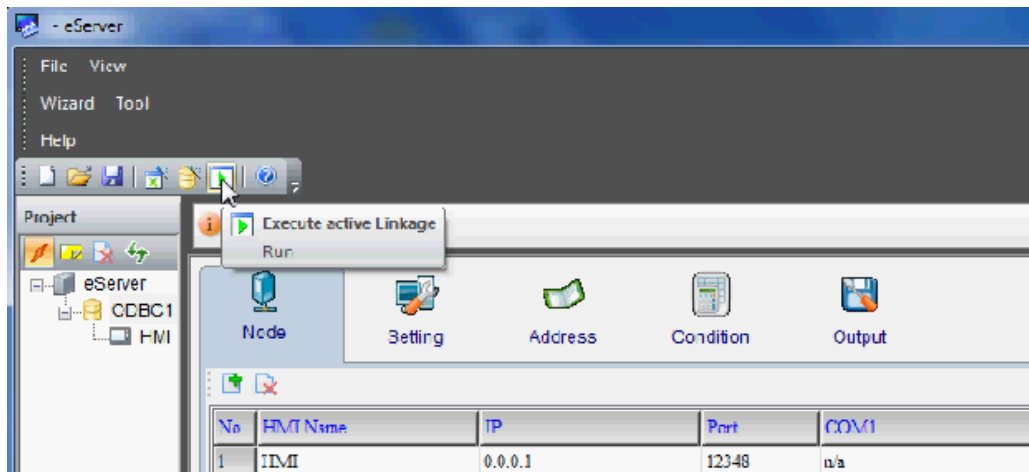 - eServer
File View
Wizard Tool
Help
Project
Execute active Linkage
Run
eServer
ODBC1
HMI
Node
Setting
Address
Condition
Output
No HMI Name IP Port COM1
1 HMI 0.0.0.1 12348 n/a